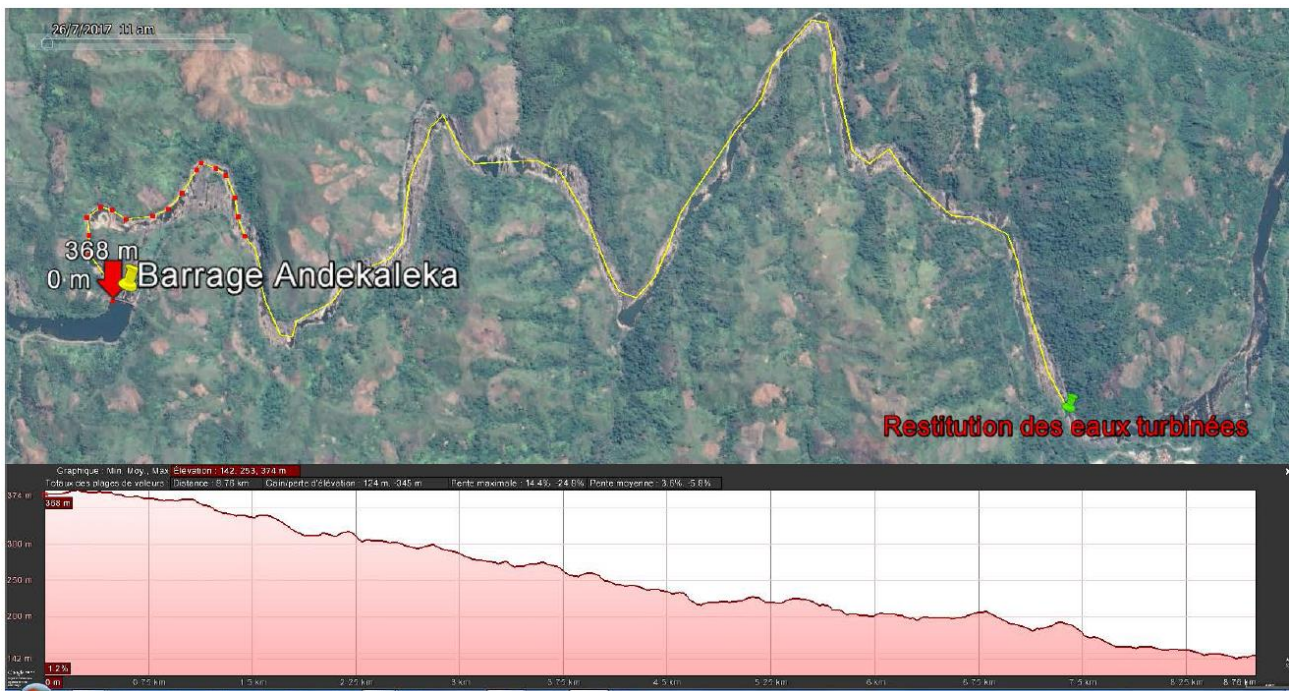 26/7/2017 11 am
368 m
0 m
Barrage Andekaleka
Restitution des eaux turbinées
Graphique : Min, Moy., Max Élévation : 142, 253, 374 m
Totaux des plages de valeurs : Distance : 8.76 km Gain/perte d'élévation : 124 m, -345 m Pente maximale : 14.4%, -24.8% Pente moyenne : 3.6%, -5.8%
374 m
368 m
300 m
250 m
200 m
142 m
1.2%
0 m 0.75 km 1.5 km 2.25 km 3 km 3.75 km 4.5 km 5.25 km 6 km 6.75 km 7.5 km 8.25 km 8.76 km